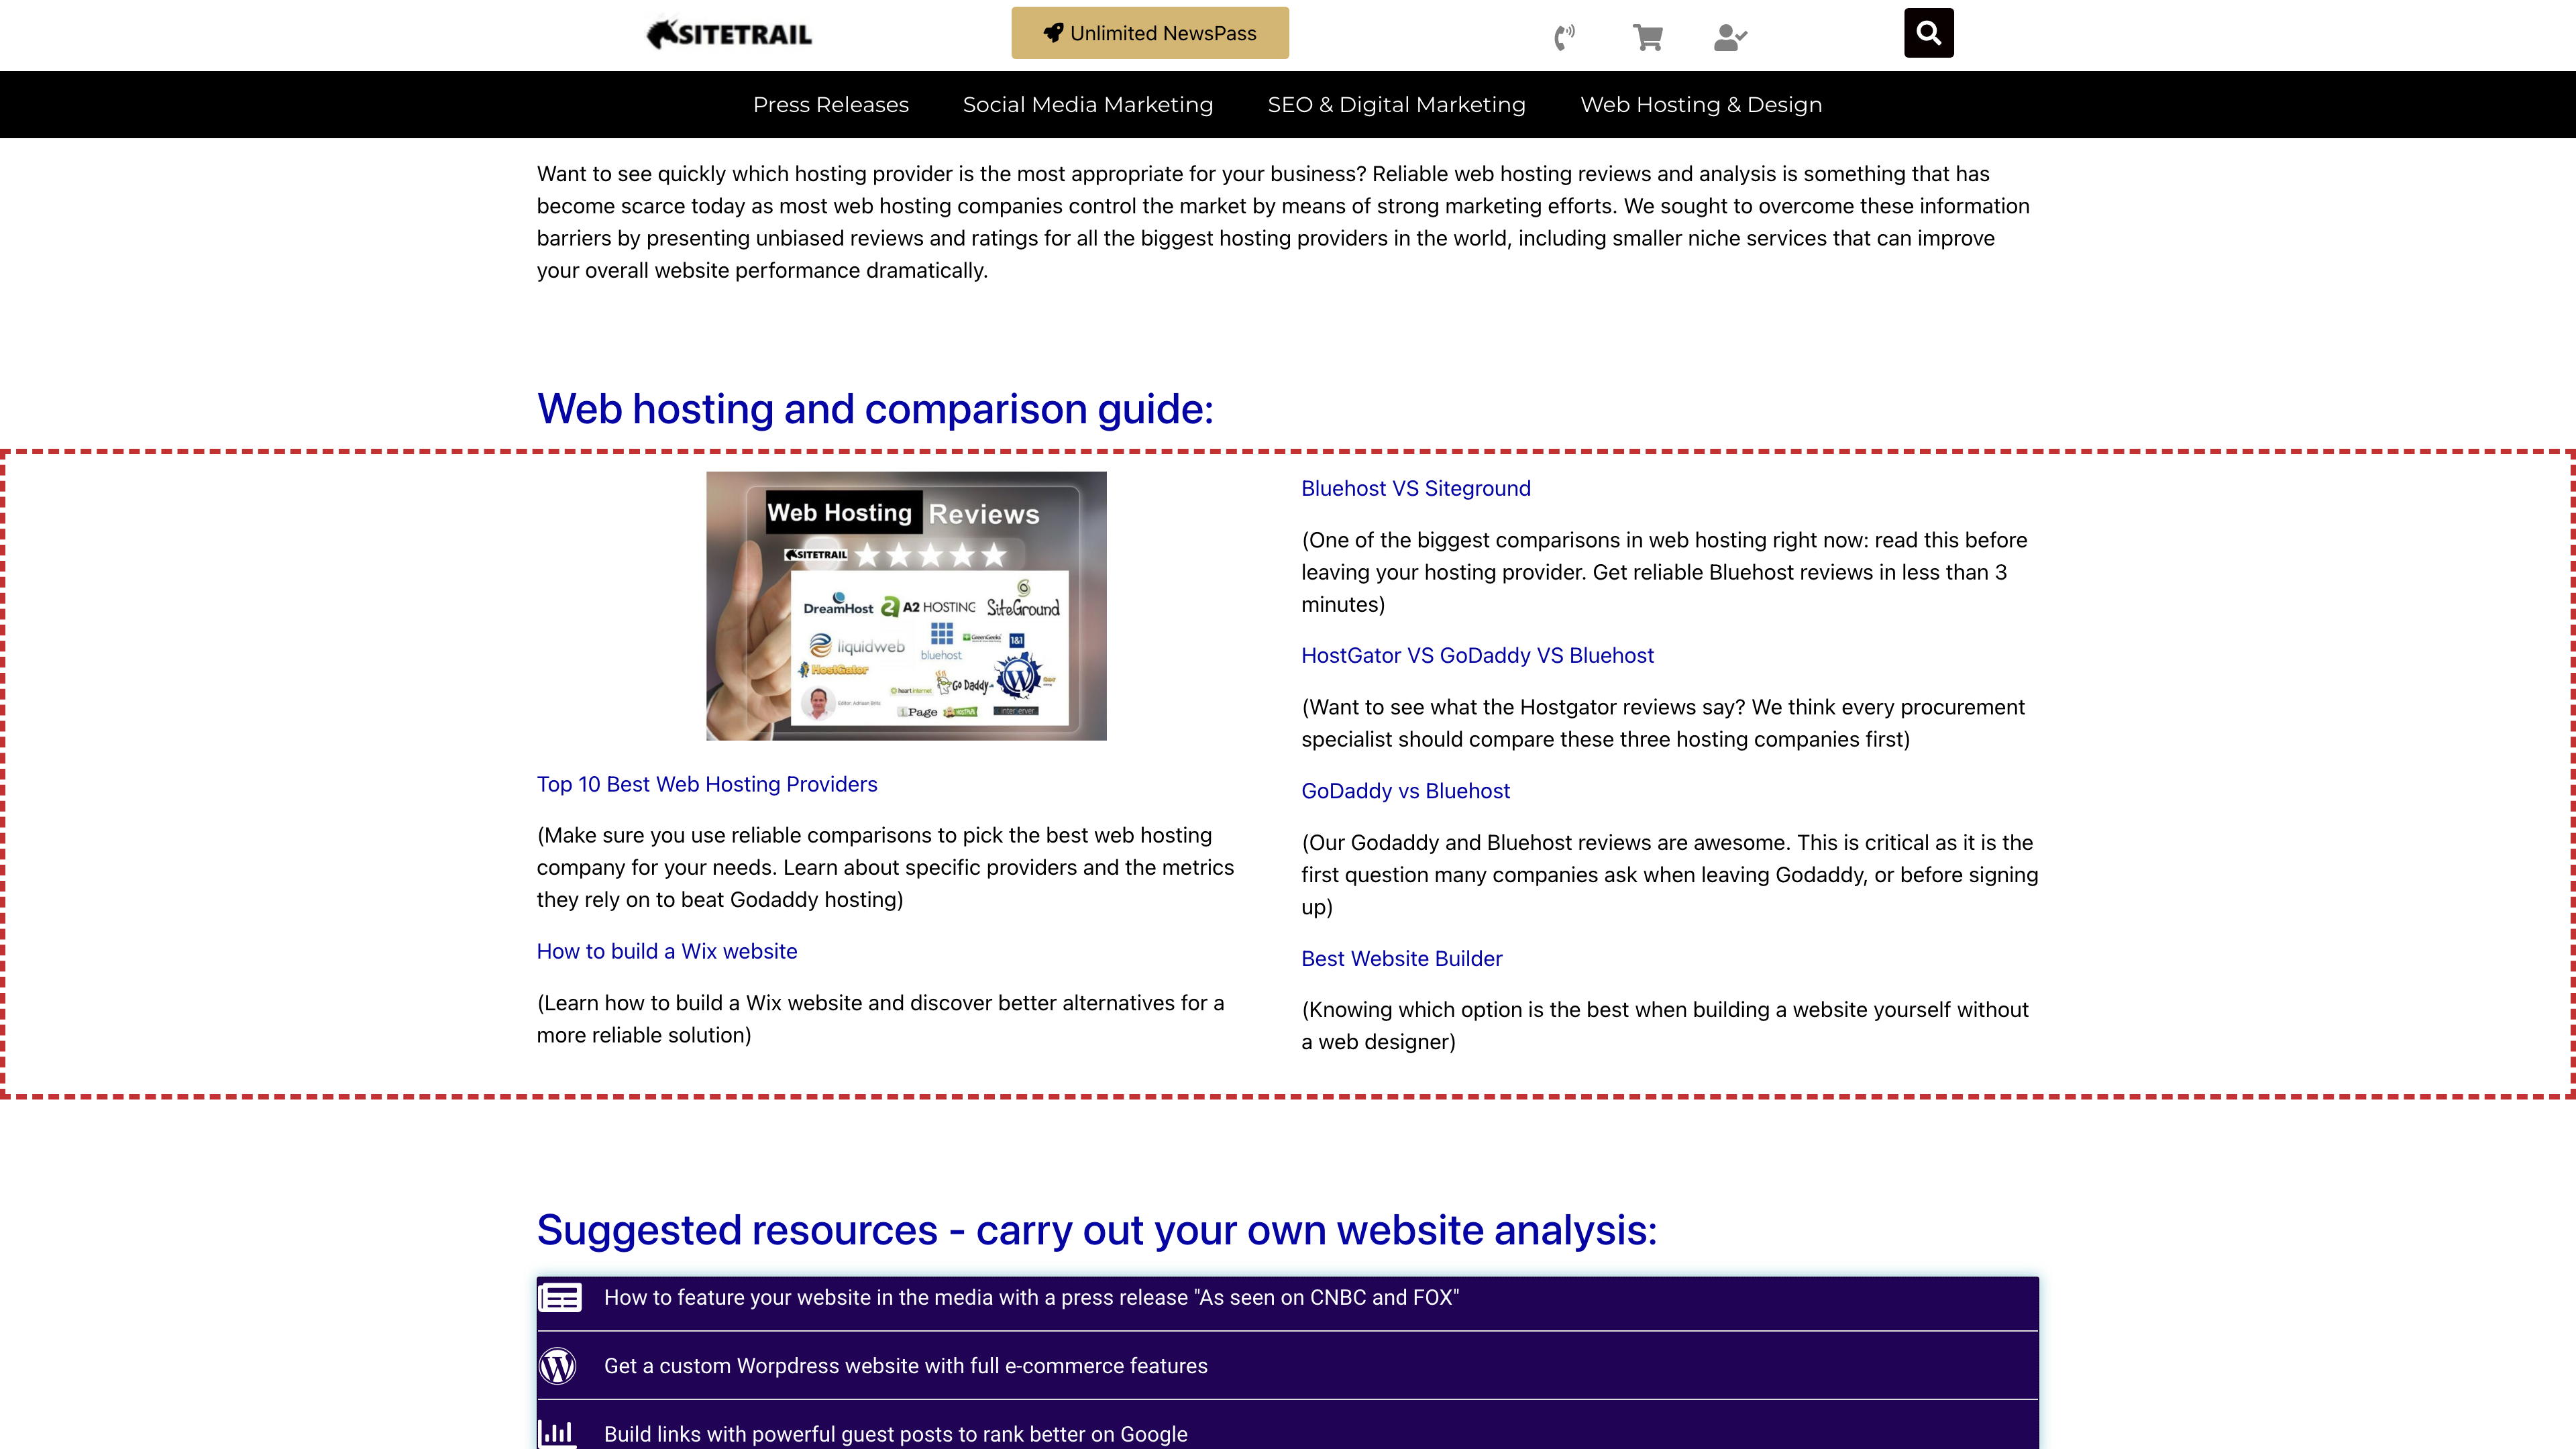 SITETRAIL
Unlimited NewsPass
Press Releases
Social Media Marketing
SEO & Digital Marketing
Web Hosting & Design
Want to see quickly which hosting provider is the most appropriate for your business? Reliable web hosting reviews and analysis is something that has
become scarce today as most web hosting companies control the market by means of strong marketing efforts. We sought to overcome these information
barriers by presenting unbiased reviews and ratings for all the biggest hosting providers in the world, including smaller niche services that can improve
your overall website performance dramatically.
Web hosting and comparison guide:
Web Hosting Reviews
SITETRAIL
DreamHost
A2 HOSTING
SiteGround
liquidweb
bluehost
GreenGeeks
1&1
HostGator
Editor: Adriaan Brits
heart internet
Go Daddy
iPage
interserver
Top 10 Best Web Hosting Providers
(Make sure you use reliable comparisons to pick the best web hosting
company for your needs. Learn about specific providers and the metrics
they rely on to beat Godaddy hosting)
How to build a Wix website
(Learn how to build a Wix website and discover better alternatives for a
more reliable solution)
Bluehost VS Siteground
(One of the biggest comparisons in web hosting right now: read this before
leaving your hosting provider. Get reliable Bluehost reviews in less than 3
minutes)
HostGator VS GoDaddy VS Bluehost
(Want to see what the Hostgator reviews say? We think every procurement
specialist should compare these three hosting companies first)
GoDaddy vs Bluehost
(Our Godaddy and Bluehost reviews are awesome. This is critical as it is the
first question many companies ask when leaving Godaddy, or before signing
up)
Best Website Builder
(Knowing which option is the best when building a website yourself without
a web designer)
Suggested resources - carry out your own website analysis:
How to feature your website in the media with a press release "As seen on CNBC and FOX"
Get a custom Worpdress website with full e-commerce features
Build links with powerful guest posts to rank better on Google